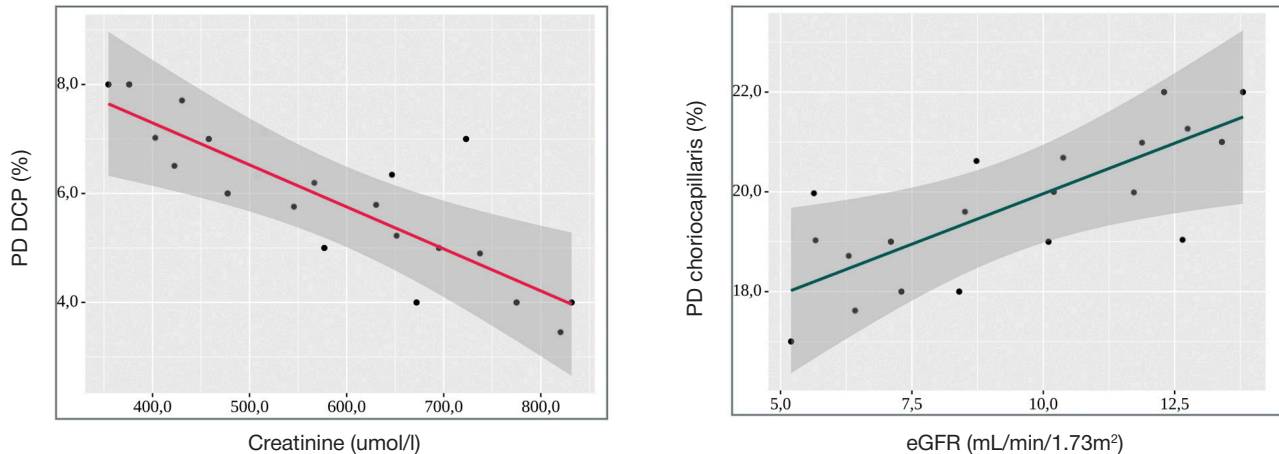 PD DCP (%)
8,0
6,0
4,0
400,0 500,0 600,0 700,0 800,0
Creatinine (umol/l)
PD choriocapillaris (%)
22,0
20,0
18,0
5,0 7,5 10,0 12,5
eGFR (mL/min/1.73m²)